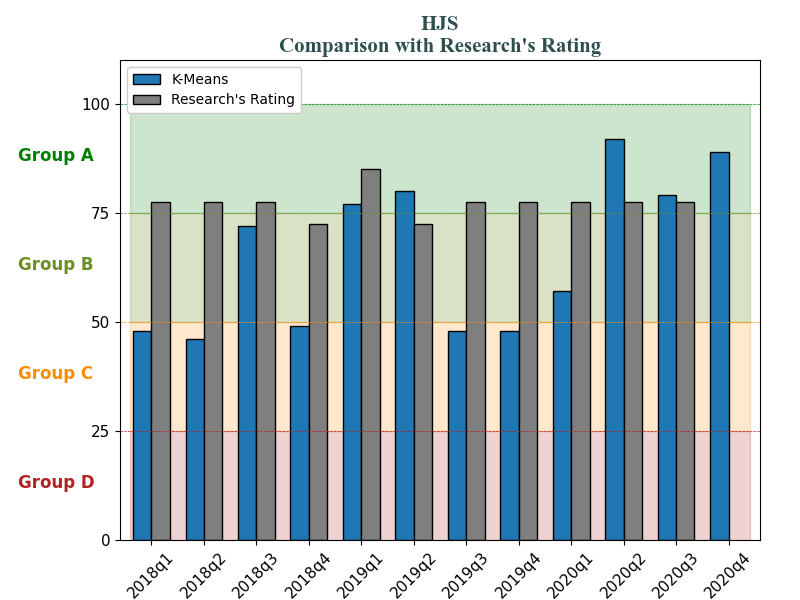 HJS
Comparison with Research's Rating
K-Means
Research's Rating
100
Group A
75
Group B
50
Group C
25
Group D
0
2018q1
2018q2
2018q3
2018q4
2019q1
2019q2
2019q3
2019q4
2020q1
2020q2
2020q3
2020q4